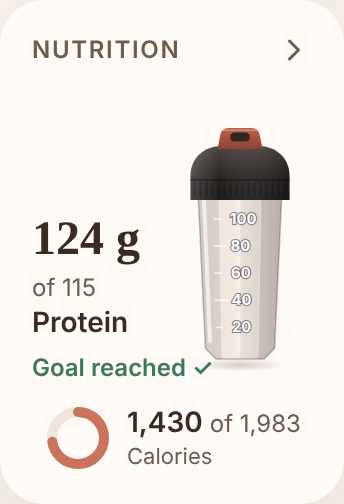 NUTRITION
100
80
60
40
20
124 g
of 115
Protein
Goal reached ✓
1,430 of 1,983
Calories